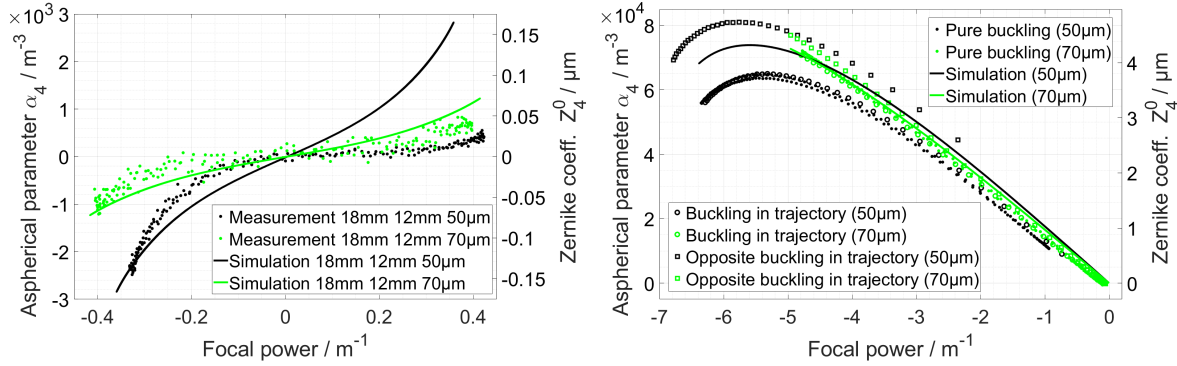 ×10³
3
2
1
0
-1
-2
-3
Aspherical parameter α₄ / m⁻³
0.15
0.1
0.05
0
-0.05
-0.1
-0.15
Zernike coeff. Z₄⁰ / µm
Measurement 18mm 12mm 50µm
Measurement 18mm 12mm 70µm
Simulation 18mm 12mm 50µm
Simulation 18mm 12mm 70µm
-0.4
-0.2
0
0.2
0.4
Focal power / m⁻¹
×10⁴
8
6
4
2
0
Aspherical parameter α₄ / m⁻³
4
3
2
1
0
Zernike coeff. Z₄⁰ / µm
Pure buckling (50µm)
Pure buckling (70µm)
Simulation (50µm)
Simulation (70µm)
Buckling in trajectory (50µm)
Buckling in trajectory (70µm)
Opposite buckling in trajectory (50µm)
Opposite buckling in trajectory (70µm)
-7
-6
-5
-4
-3
-2
-1
0
Focal power / m⁻¹